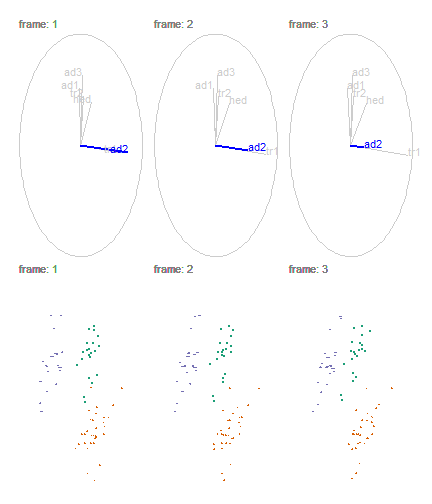 frame: 1 frame: 2 frame: 3
ad3 ad3 ad3
ad1 ad1 ad1
tr2 tr2 tr2
hed hed hed
ad2 ad2 tr1 ad2
tr1
frame: 1 frame: 2 frame: 3